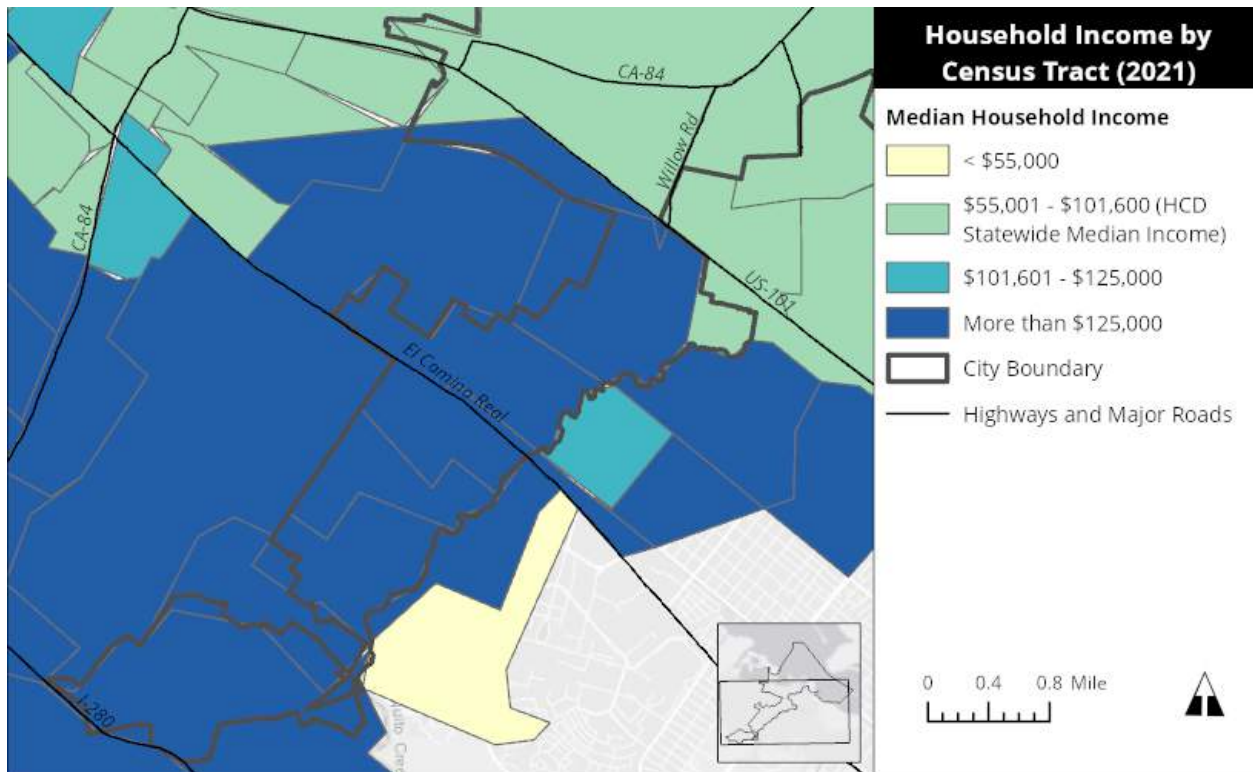 Household Income by
Census Tract (2021)
Median Household Income
< $55,000
$55,001 - $101,600 (HCD
Statewide Median Income)
$101,601 - $125,000
More than $125,000
City Boundary
Highways and Major Roads
0 0.4 0.8 Mile
CA-84
Willow Rd
CA-84
US-101
El Camino Real
I-280